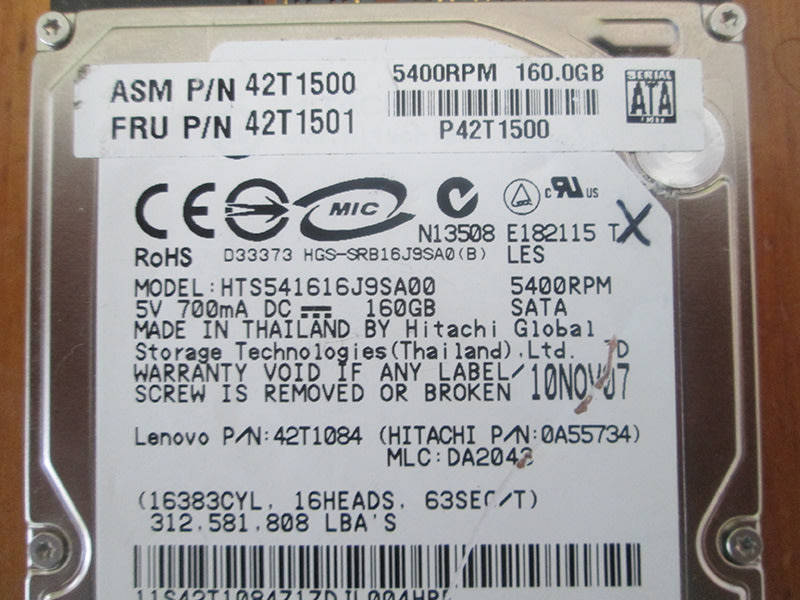 ASM P/N 42T1500
FRU P/N 42T1501
5400RPM 160.0GB
P42T1500
SERIAL
ATA
CE MIC
c UL US
N13508 E182115 T X
RoHS D33373 HGS-SRB16J9SA0(B) LES
MODEL:HTS541616J9SA00 5400RPM
5V 700mA DC 160GB SATA
MADE IN THAILAND BY Hitachi Global
Storage Technologies(Thailand),Ltd.
WARRANTY VOID IF ANY LABEL/
SCREW IS REMOVED OR BROKEN 10NOV07
Lenovo P/N:42T1084 (HITACHI P/N:0A55734)
MLC:DA2043
(16383CYL, 16HEADS, 63SEC/T)
312,581,808 LBA'S